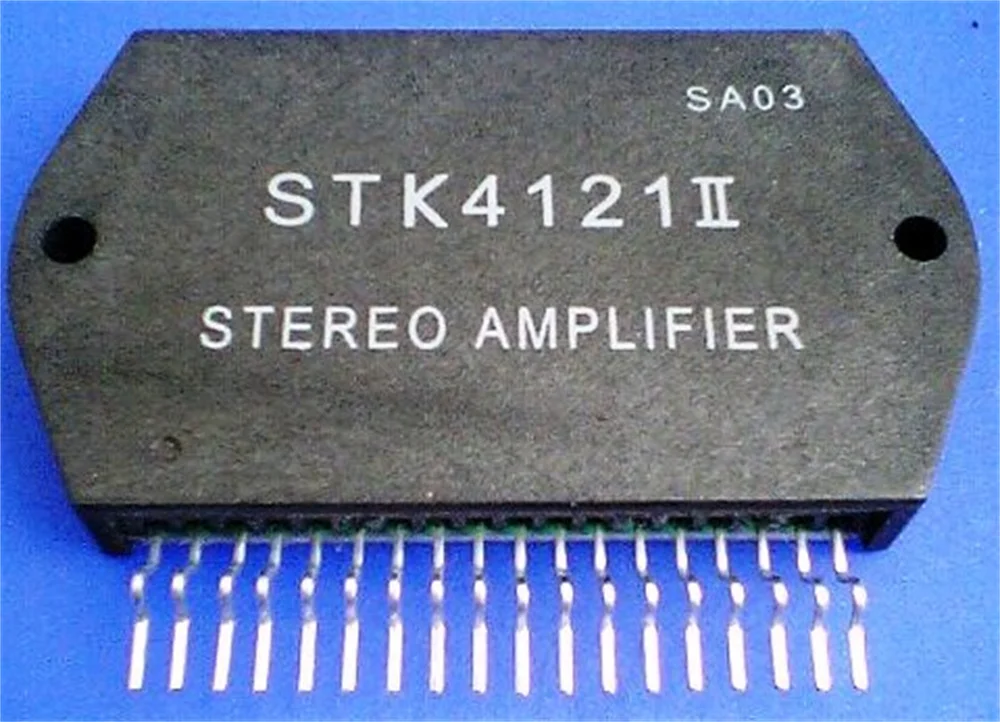 SA03
STK4121II
STEREO AMPLIFIER